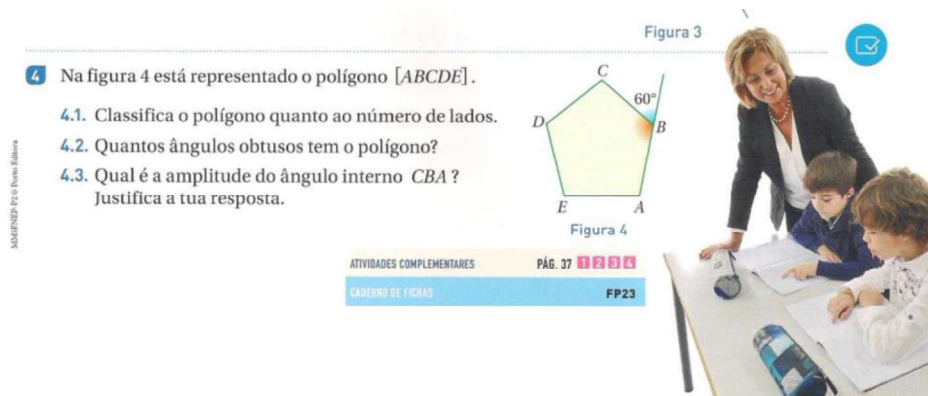 Figura 3
4 Na figura 4 está representado o polígono [ABCDE].
4.1. Classifica o polígono quanto ao número de lados.
4.2. Quantos ângulos obtusos tem o polígono?
4.3. Qual é a amplitude do ângulo interno CBA?
Justifica a tua resposta.
C
60°
D
B
E
A
Figura 4
ATIVIDADES COMPLEMENTARES PÁG. 37 1 2 3 4
CADERNO DE FICHAS FP23
Porto Editora